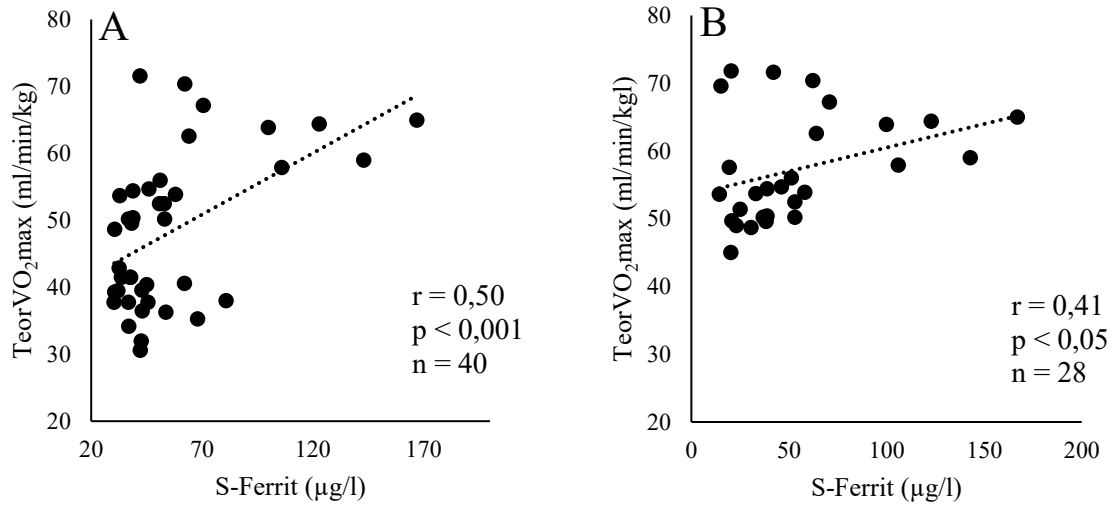 A
TeorVO₂max (ml/min/kg)
80
70
60
50
40
30
20
r = 0,50
p < 0,001
n = 40
20 70 120 170
S-Ferrit (µg/l)
B
TeorVO₂max (ml/min/kgl)
80
70
60
50
40
30
20
r = 0,41
p < 0,05
n = 28
0 50 100 150 200
S-Ferrit (µg/l)